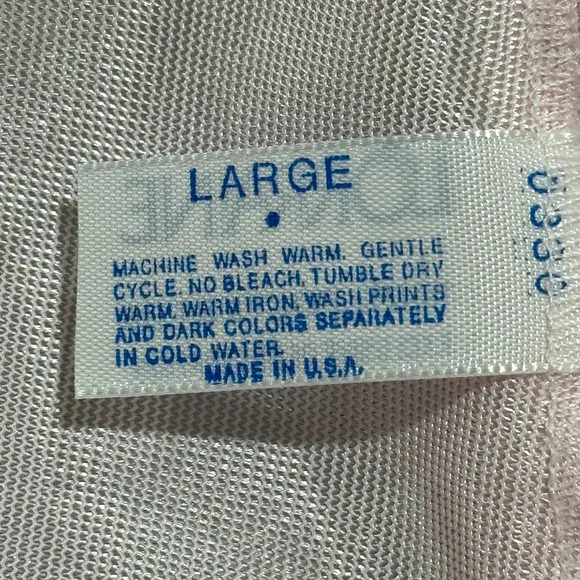 LARGE
MACHINE WASH WARM. GENTLE
CYCLE. NO BLEACH. TUMBLE DRY
WARM. WARM IRON. WASH PRINTS
AND DARK COLORS SEPARATELY
IN COLD WATER.
MADE IN U.S.A.